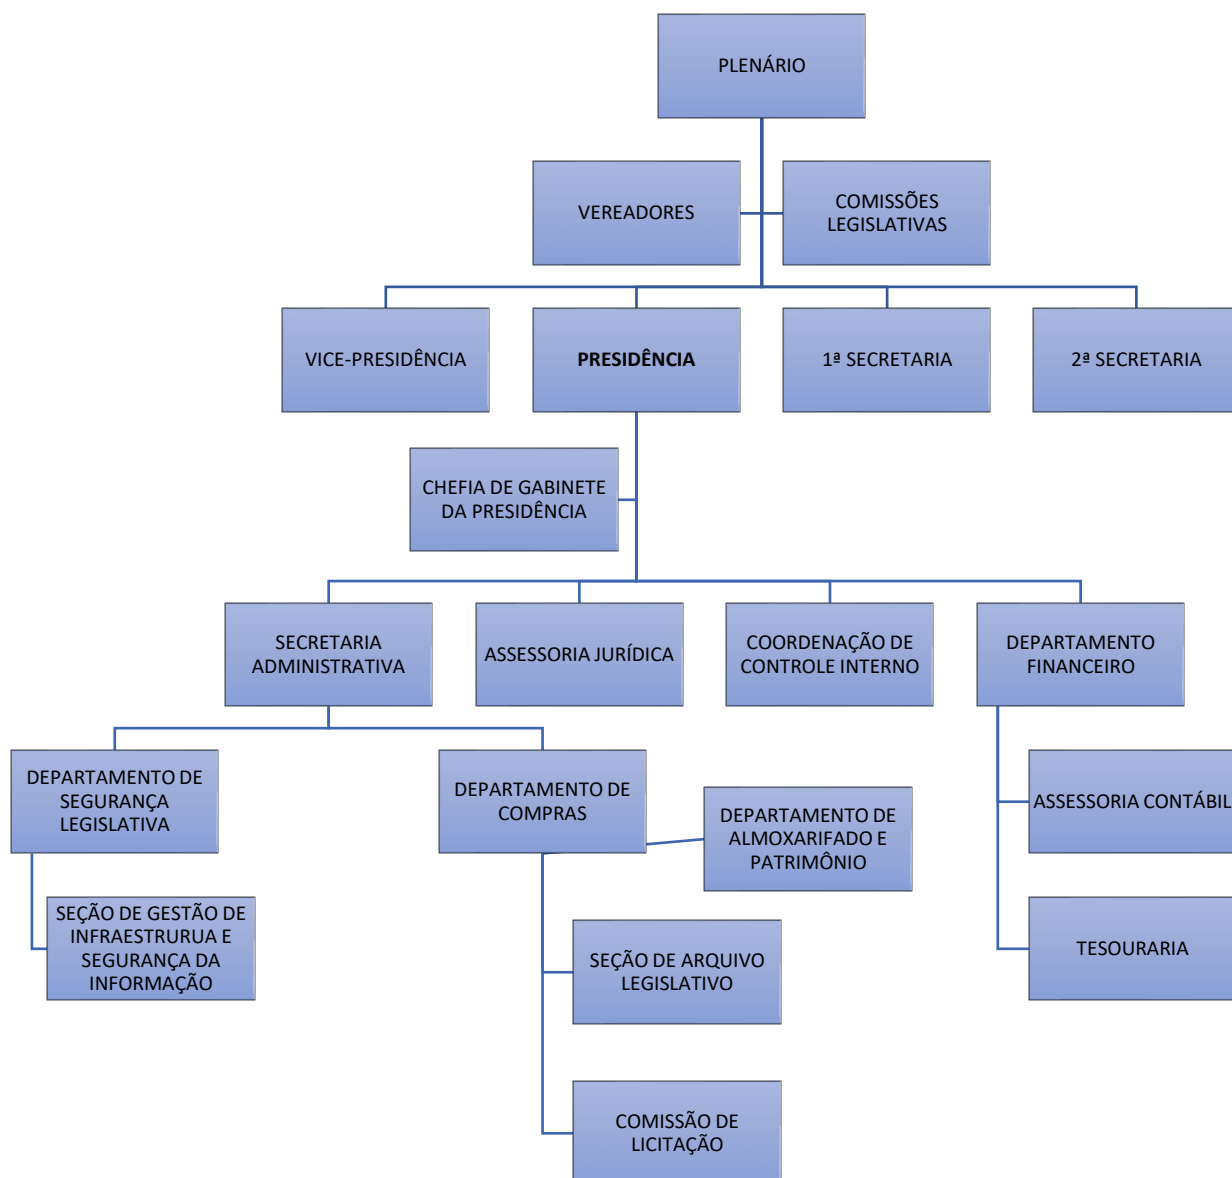 PLENÁRIO
VEREADORES
COMISSÕES
LEGISLATIVAS
VICE-PRESIDÊNCIA
PRESIDÊNCIA
1ª SECRETARIA
2ª SECRETARIA
CHEFIA DE GABINETE
DA PRESIDÊNCIA
SECRETARIA
ADMINISTRATIVA
ASSESSORIA JURÍDICA
COORDENAÇÃO DE
CONTROLE INTERNO
DEPARTAMENTO
FINANCEIRO
DEPARTAMENTO DE
SEGURANÇA
LEGISLATIVA
DEPARTAMENTO DE
COMPRAS
DEPARTAMENTO DE
ALMOXARIFADO E
PATRIMÔNIO
ASSESSORIA CONTÁBIL
SEÇÃO DE GESTÃO DE
INFRAESTRURUA E
SEGURANÇA DA
INFORMAÇÃO
SEÇÃO DE ARQUIVO
LEGISLATIVO
TESOURARIA
COMISSÃO DE
LICITAÇÃO